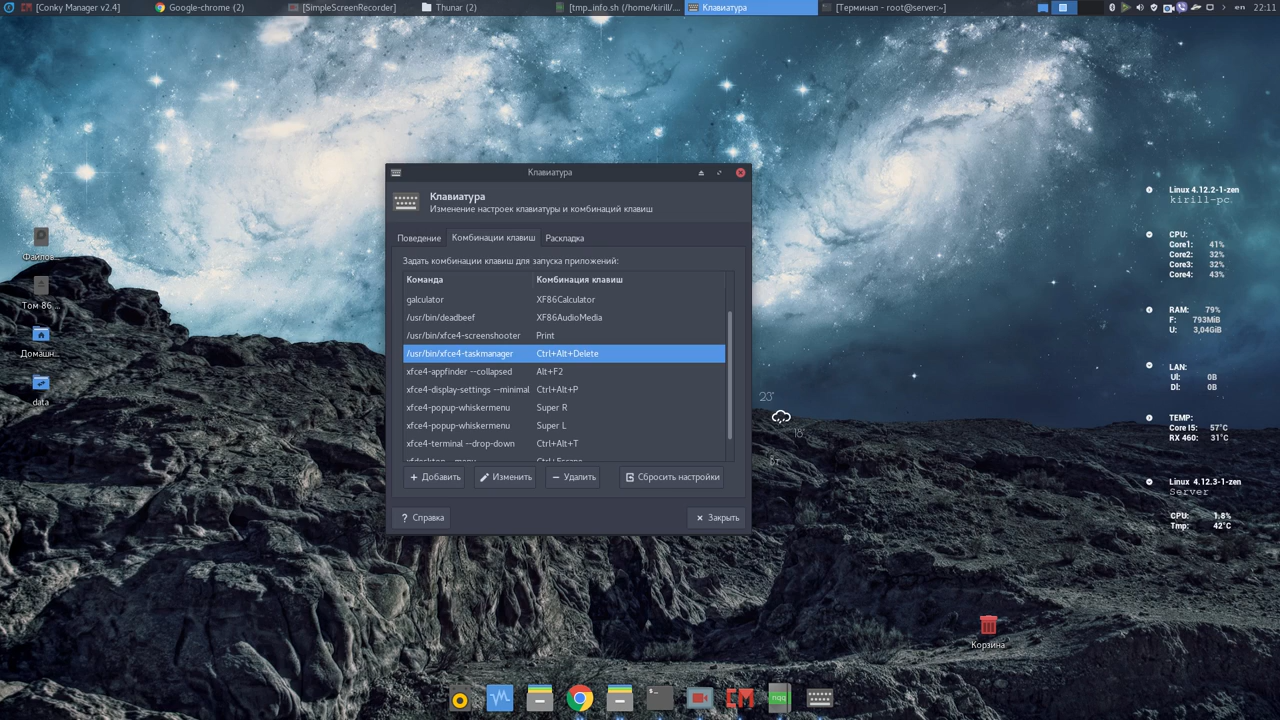 [Conky Manager v2.4]
Google-chrome (2)
[SimpleScreenRecorder]
Thunar (2)
[tmp_info.sh (/home/kirill/....
Клавиатура
[Терминал - root@server:~]
en
22:11
Клавиатура
Клавиатура
Изменение настроек клавиатуры и комбинаций клавиш
Поведение
Комбинации клавиш
Раскладка
Задать комбинации клавиш для запуска приложений:
Команда Комбинация клавиш
galculator XF86Calculator
/usr/bin/deadbeef XF86AudioMedia
/usr/bin/xfce4-screenshooter Print
/usr/bin/xfce4-taskmanager Ctrl+Alt+Delete
xfce4-appfinder --collapsed Alt+F2
xfce4-display-settings --minimal Ctrl+Alt+P
xfce4-popup-whiskermenu Super R
xfce4-popup-whiskermenu Super L
xfce4-terminal --drop-down Ctrl+Alt+T
Добавить
Изменить
Удалить
Сбросить настройки
Справка
Закрыть
Файлов...
Том 86,...
Домашн...
data
23°
18°
Вт
Linux 4.12.2-1-zen
kirill-pc
CPU:
Core1: 41%
Core2: 32%
Core3: 32%
Core4: 43%
RAM: 79%
F: 793MiB
U: 3,04GiB
LAN:
Ul: 0B
Dl: 0B
TEMP:
Core I5: 57°C
RX 460: 31°C
Linux 4.12.3-1-zen
Server
CPU: 1.8%
Tmp: 42°C
Корзина
nqq